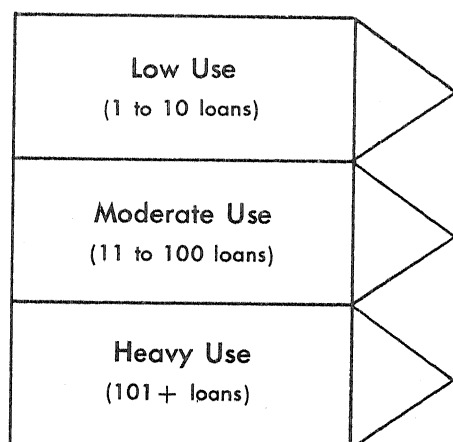 Low Use
(1 to 10 loans)
Moderate Use
(11 to 100 loans)
Heavy Use
(101+ loans)